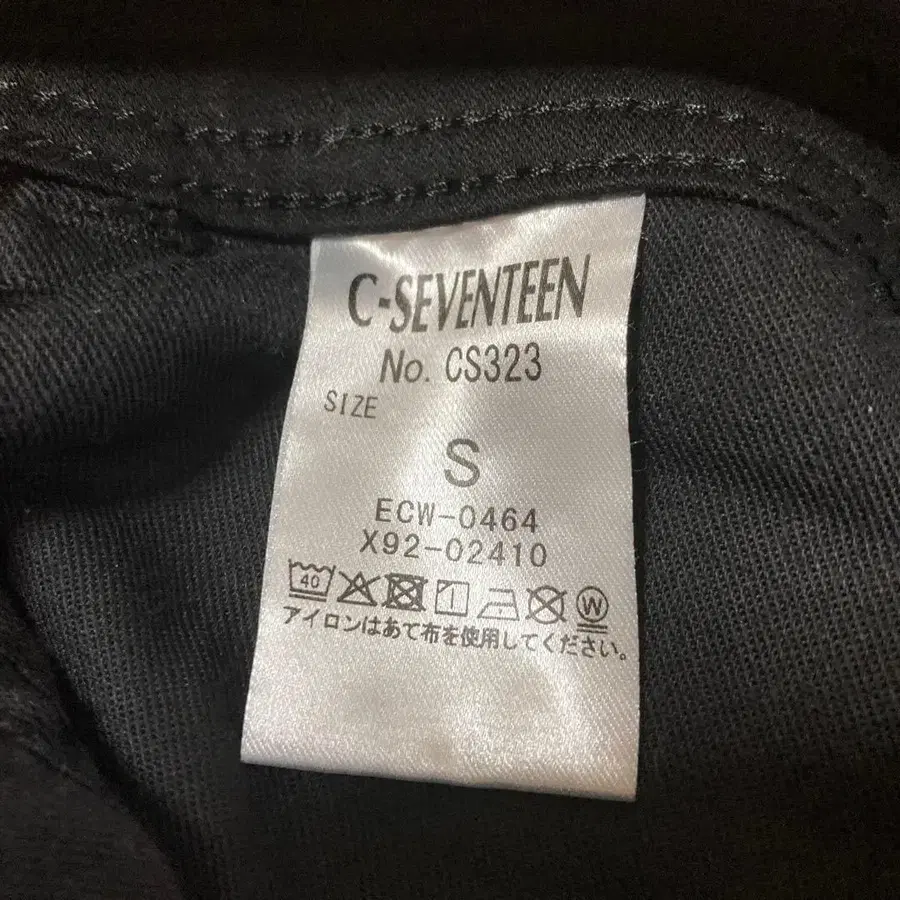 C-SEVENTEEN
No. CS323
SIZE
S
ECW-0464
X92-02410
40 W
アイロンはあて布を使用してください。